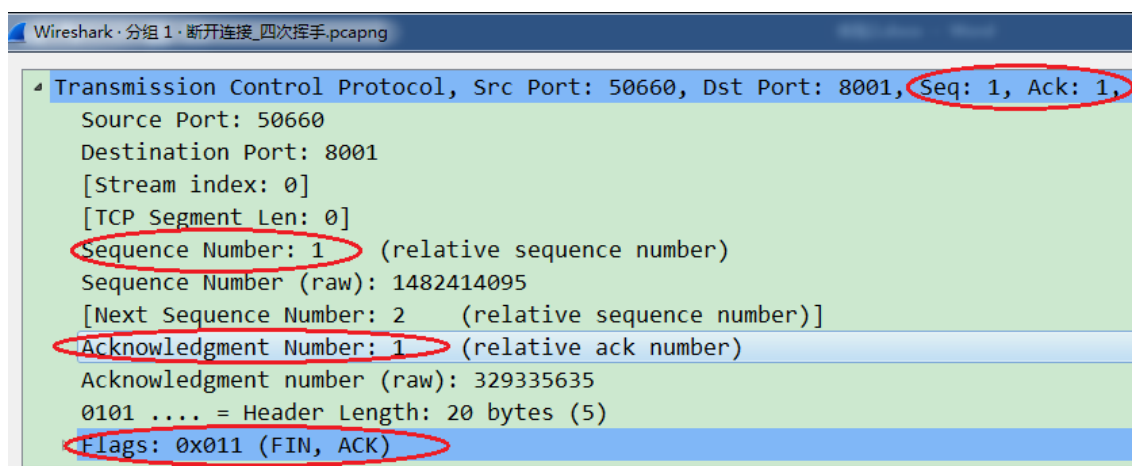 Wireshark · 分组 1 · 断开连接_四次挥手.pcapng
Transmission Control Protocol, Src Port: 50660, Dst Port: 8001, Seq: 1, Ack: 1,
Source Port: 50660
Destination Port: 8001
[Stream index: 0]
[TCP Segment Len: 0]
Sequence Number: 1 (relative sequence number)
Sequence Number (raw): 1482414095
[Next Sequence Number: 2 (relative sequence number)]
Acknowledgment Number: 1 (relative ack number)
Acknowledgment number (raw): 329335635
0101 .... = Header Length: 20 bytes (5)
Flags: 0x011 (FIN, ACK)